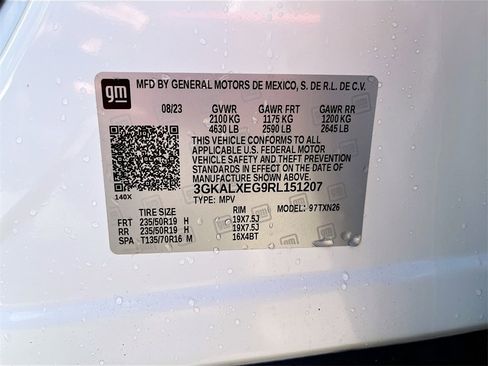 gm
MFD BY GENERAL MOTORS DE MEXICO, S. DE R.L. DE C.V.
08/23 GVWR GAWR FRT GAWR RR
2100 KG 1175 KG 1200 KG
4630 LB 2590 LB 2645 LB
THIS VEHICLE CONFORMS TO ALL
APPLICABLE U.S. FEDERAL MOTOR
VEHICLE SAFETY AND THEFT PREVENTION
STANDARDS IN EFFECT ON THE DATE OF
MANUFACTURE SHOWN ABOVE.
3GKALXEG9RL151207
140X TYPE: MPV
TIRE SIZE RIM MODEL: 97TXN26
FRT 235/50R19 H 19X7.5J
RR 235/50R19 H 19X7.5J
SPA T135/70R16 M 16X4BT